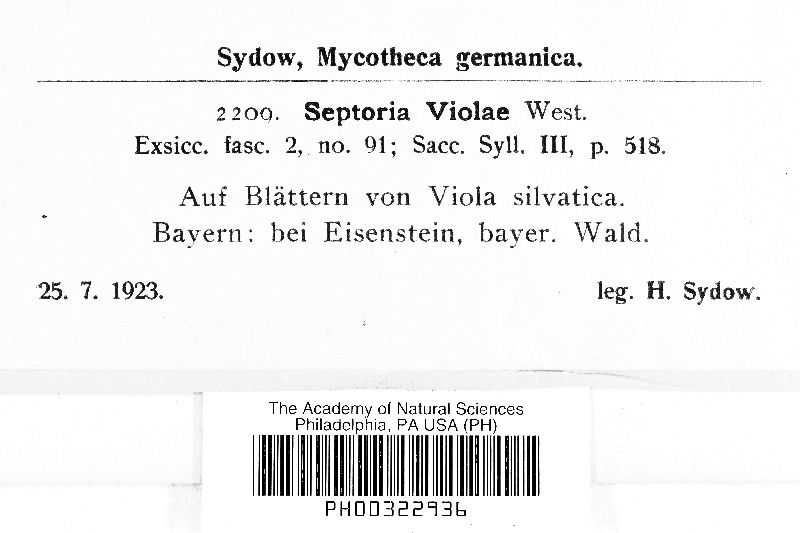 Sydow, Mycotheca germanica.
2209. Septoria Violae West.
Exsicc. fasc. 2, no. 91; Sacc. Syll. III, p. 518.
Auf Blättern von Viola silvatica.
Bayern: bei Eisenstein, bayer. Wald.
25. 7. 1923. leg. H. Sydow.
The Academy of Natural Sciences
Philadelphia, PA USA (PH)
PH00322936